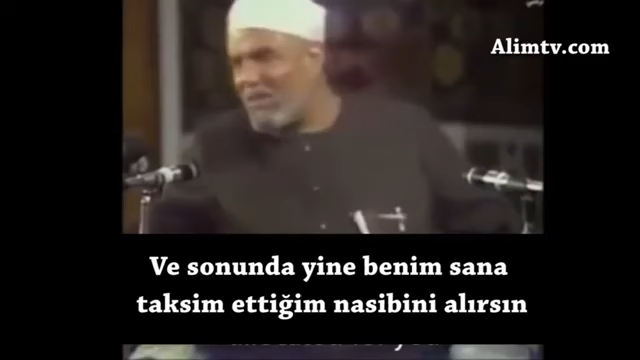 Alimtv.com
Ve sonunda yine benim sana
taksim ettiğim nasibini alırsın